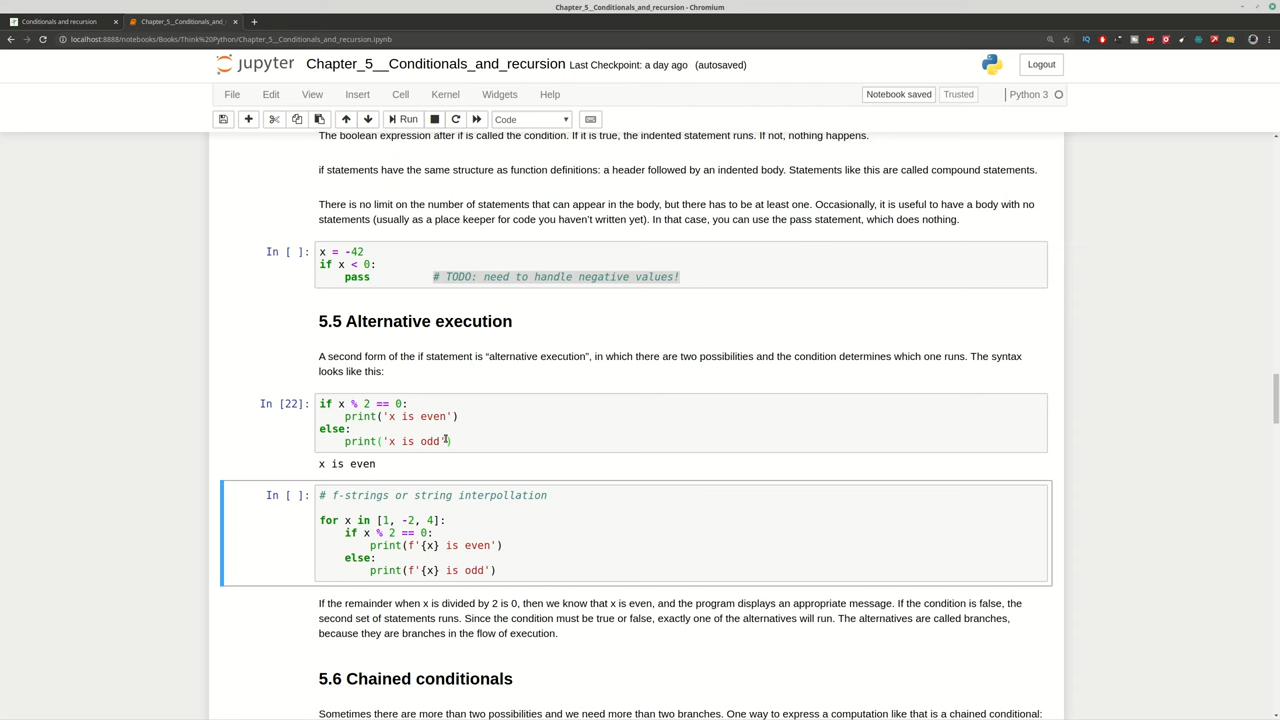 Chapter_5__Conditionals_and_recursion - Chromium
Conditionals and recursion
Chapter_5__Conditionals_and_
localhost:8888/notebooks/Books/Think%20Python/Chapter_5__Conditionals_and_recursion.ipynb
jupyter Chapter_5__Conditionals_and_recursion Last Checkpoint: a day ago (autosaved) Logout
File Edit View Insert Cell Kernel Widgets Help Notebook saved Trusted Python 3
Run Code
The boolean expression after if is called the condition. If it is true, the indented statement runs. If not, nothing happens.
if statements have the same structure as function definitions: a header followed by an indented body. Statements like this are called compound statements.
There is no limit on the number of statements that can appear in the body, but there has to be at least one. Occasionally, it is useful to have a body with no
statements (usually as a place keeper for code you haven’t written yet). In that case, you can use the pass statement, which does nothing.
In [ ]: x = -42
if x < 0:
    pass          # TODO: need to handle negative values!
5.5 Alternative execution
A second form of the if statement is “alternative execution”, in which there are two possibilities and the condition determines which one runs. The syntax
looks like this:
In [22]: if x % 2 == 0:
    print('x is even')
else:
    print('x is odd')
x is even
In [ ]: # f-strings or string interpolation
for x in [1, -2, 4]:
    if x % 2 == 0:
        print(f'{x} is even')
    else:
        print(f'{x} is odd')
If the remainder when x is divided by 2 is 0, then we know that x is even, and the program displays an appropriate message. If the condition is false, the
second set of statements runs. Since the condition must be true or false, exactly one of the alternatives will run. The alternatives are called branches,
because they are branches in the flow of execution.
5.6 Chained conditionals
Sometimes there are more than two possibilities and we need more than two branches. One way to express a computation like that is a chained conditional: